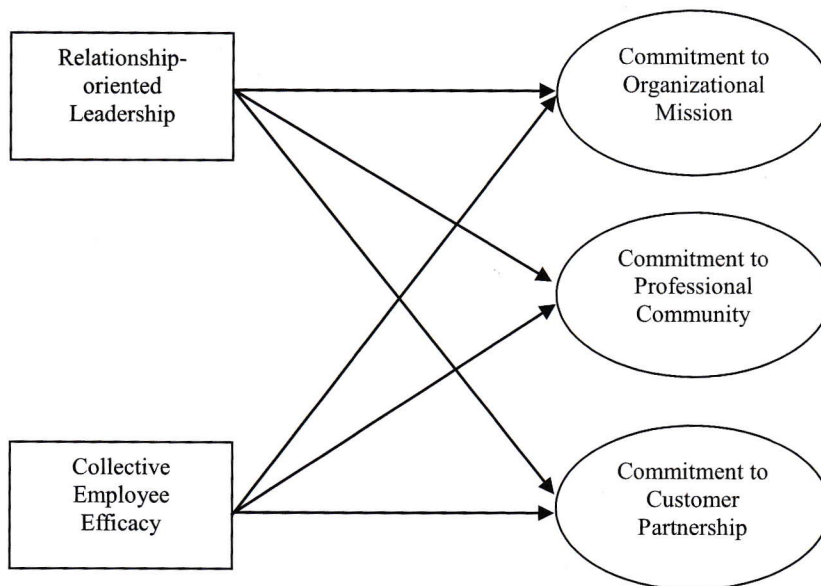 Relationship-
oriented
Leadership
Commitment to
Organizational
Mission
Commitment to
Professional
Community
Collective
Employee
Efficacy
Commitment to
Customer
Partnership